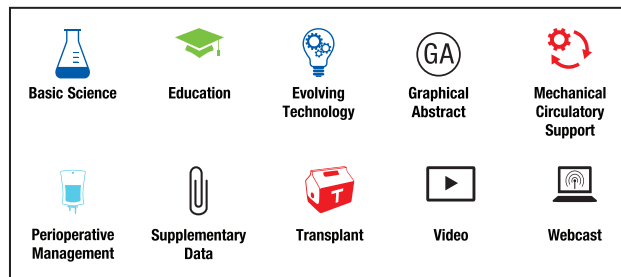 GA
Basic Science
Education
Evolving
Technology
Graphical
Abstract
Mechanical
Circulatory
Support
T
Perioperative
Management
Supplementary
Data
Transplant
Video
Webcast